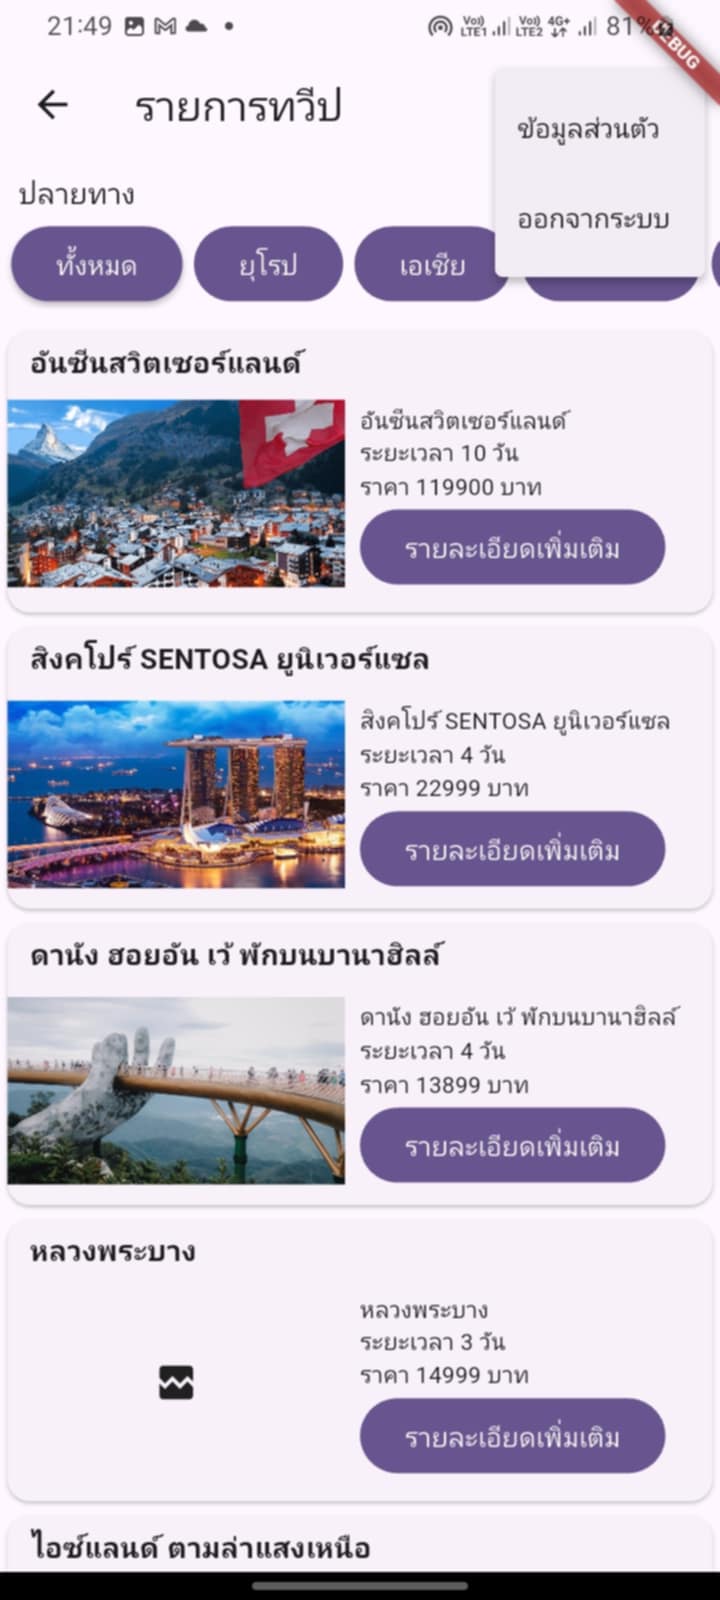 21:49
Vo)) LTE1 Vo)) LTE2 4G+ 81%
DEBUG
รายการทวีป
ข้อมูลส่วนตัว
ออกจากระบบ
ปลายทาง
ทั้งหมด
ยุโรป
เอเชีย
อันซีนสวิตเซอร์แลนด์
อันซีนสวิตเซอร์แลนด์
ระยะเวลา 10 วัน
ราคา 119900 บาท
รายละเอียดเพิ่มเติม
สิงคโปร์ SENTOSA ยูนิเวอร์แซล
สิงคโปร์ SENTOSA ยูนิเวอร์แซล
ระยะเวลา 4 วัน
ราคา 22999 บาท
รายละเอียดเพิ่มเติม
ดานัง ฮอยอัน เว้ พักบนบานาฮิลล์
ดานัง ฮอยอัน เว้ พักบนบานาฮิลล์
ระยะเวลา 4 วัน
ราคา 13899 บาท
รายละเอียดเพิ่มเติม
หลวงพระบาง
หลวงพระบาง
ระยะเวลา 3 วัน
ราคา 14999 บาท
รายละเอียดเพิ่มเติม
ไอซ์แลนด์ ตามล่าแสงเหนือ